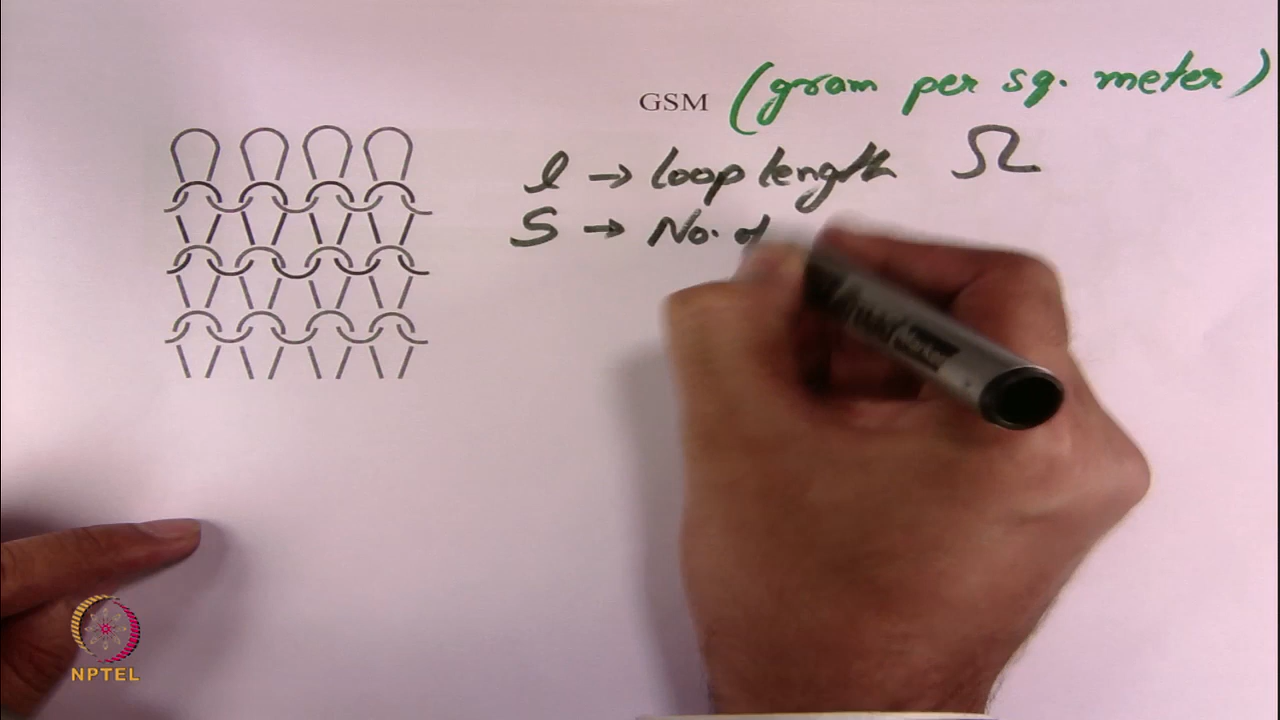 GSM (gram per sq. meter)
l → loop length
S → No. of
NPTEL